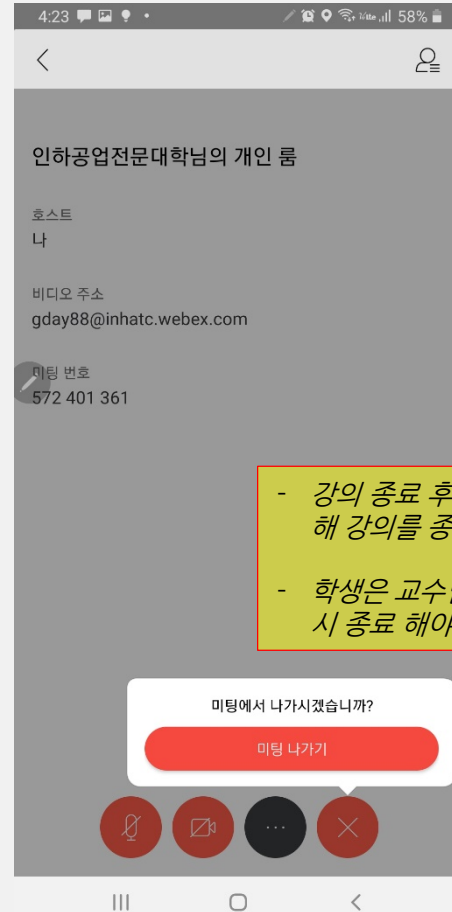 4:23
58%
인하공업전문대학님의 개인 룸
호스트
나
비디오 주소
gday88@inhatc.webex.com
미팅 번호
572 401 361
- 강의 종료 후
해 강의를 종
- 학생은
시 종료 해야
미팅에서 나가시겠습니까?
미팅 나가기